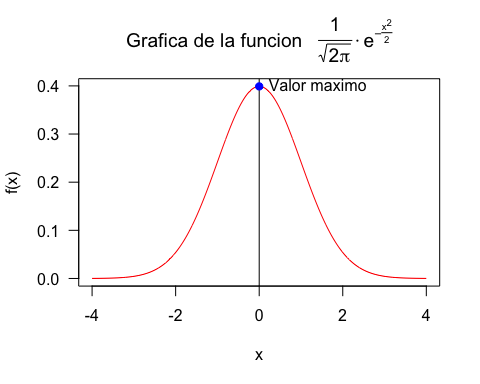 Grafica de la funcion 1/√2π · e^-x²/2
0.4
Valor maximo
0.3
f(x)
0.2
0.1
0.0
-4 -2 0 2 4
x